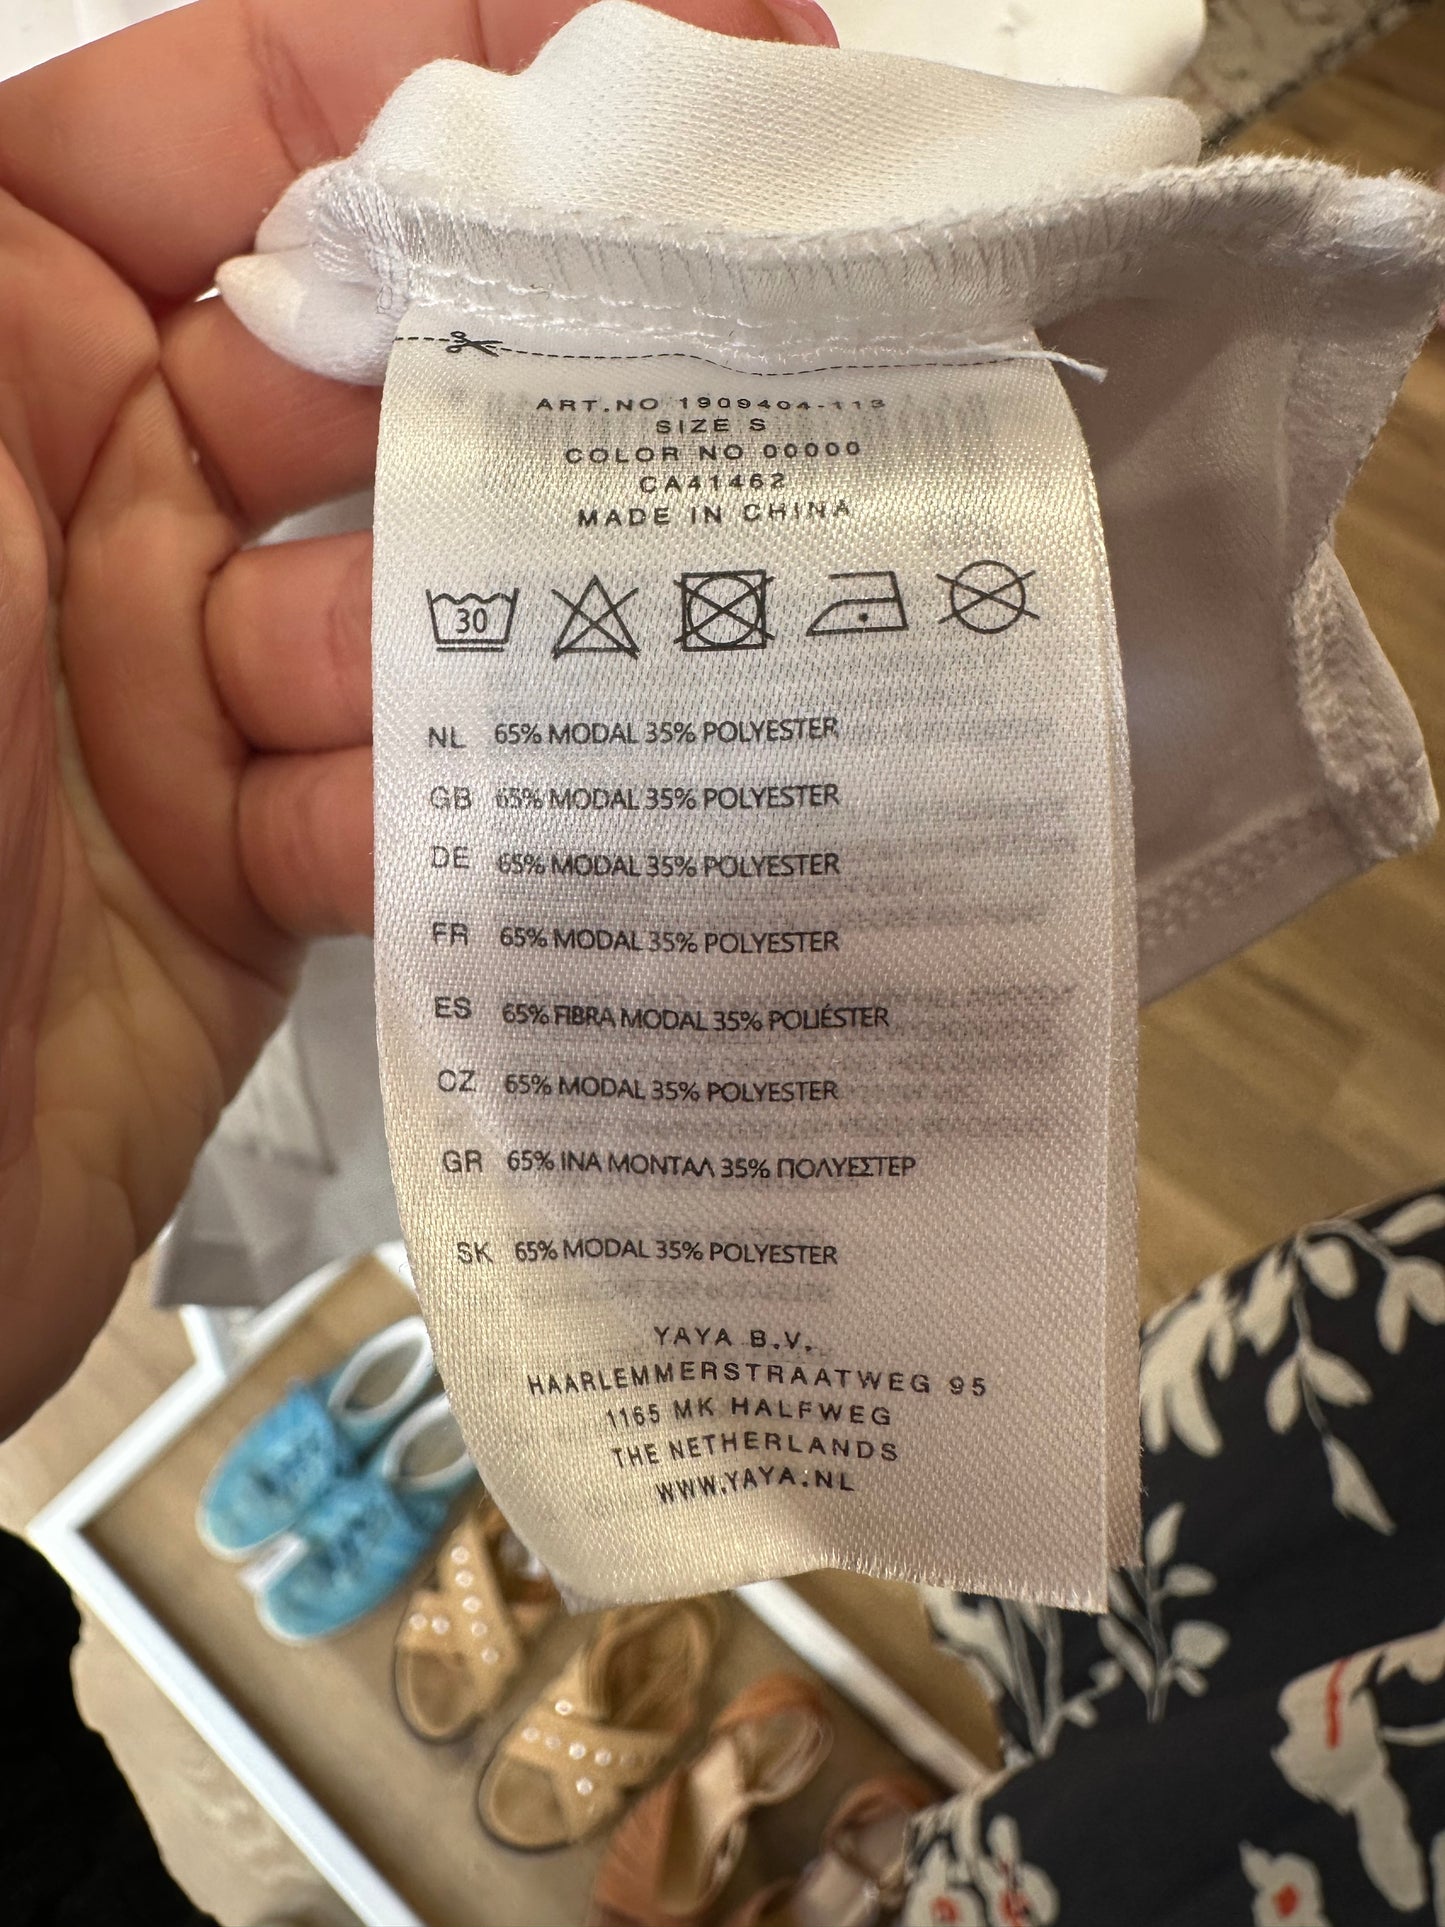 ART.NO 1909404-113
SIZE S
COLOR NO 00000
CA41462
MADE IN CHINA
30
NL 65% MODAL 35% POLYESTER
GB 65% MODAL 35% POLYESTER
DE 65% MODAL 35% POLYESTER
FR 65% MODAL 35% POLYESTER
ES 65% FIBRA MODAL 35% POLIÉSTER
CZ 65% MODAL 35% POLYESTER
GR 65% ΙΝΑ ΜΟΝΤΑΛ 35% ΠΟΛΥΕΣΤΕΡ
SK 65% MODAL 35% POLYESTER
YAYA B.V.
HAARLEMMERSTRAATWEG 95
1165 MK HALFWEG
THE NETHERLANDS
WWW.YAYA.NL